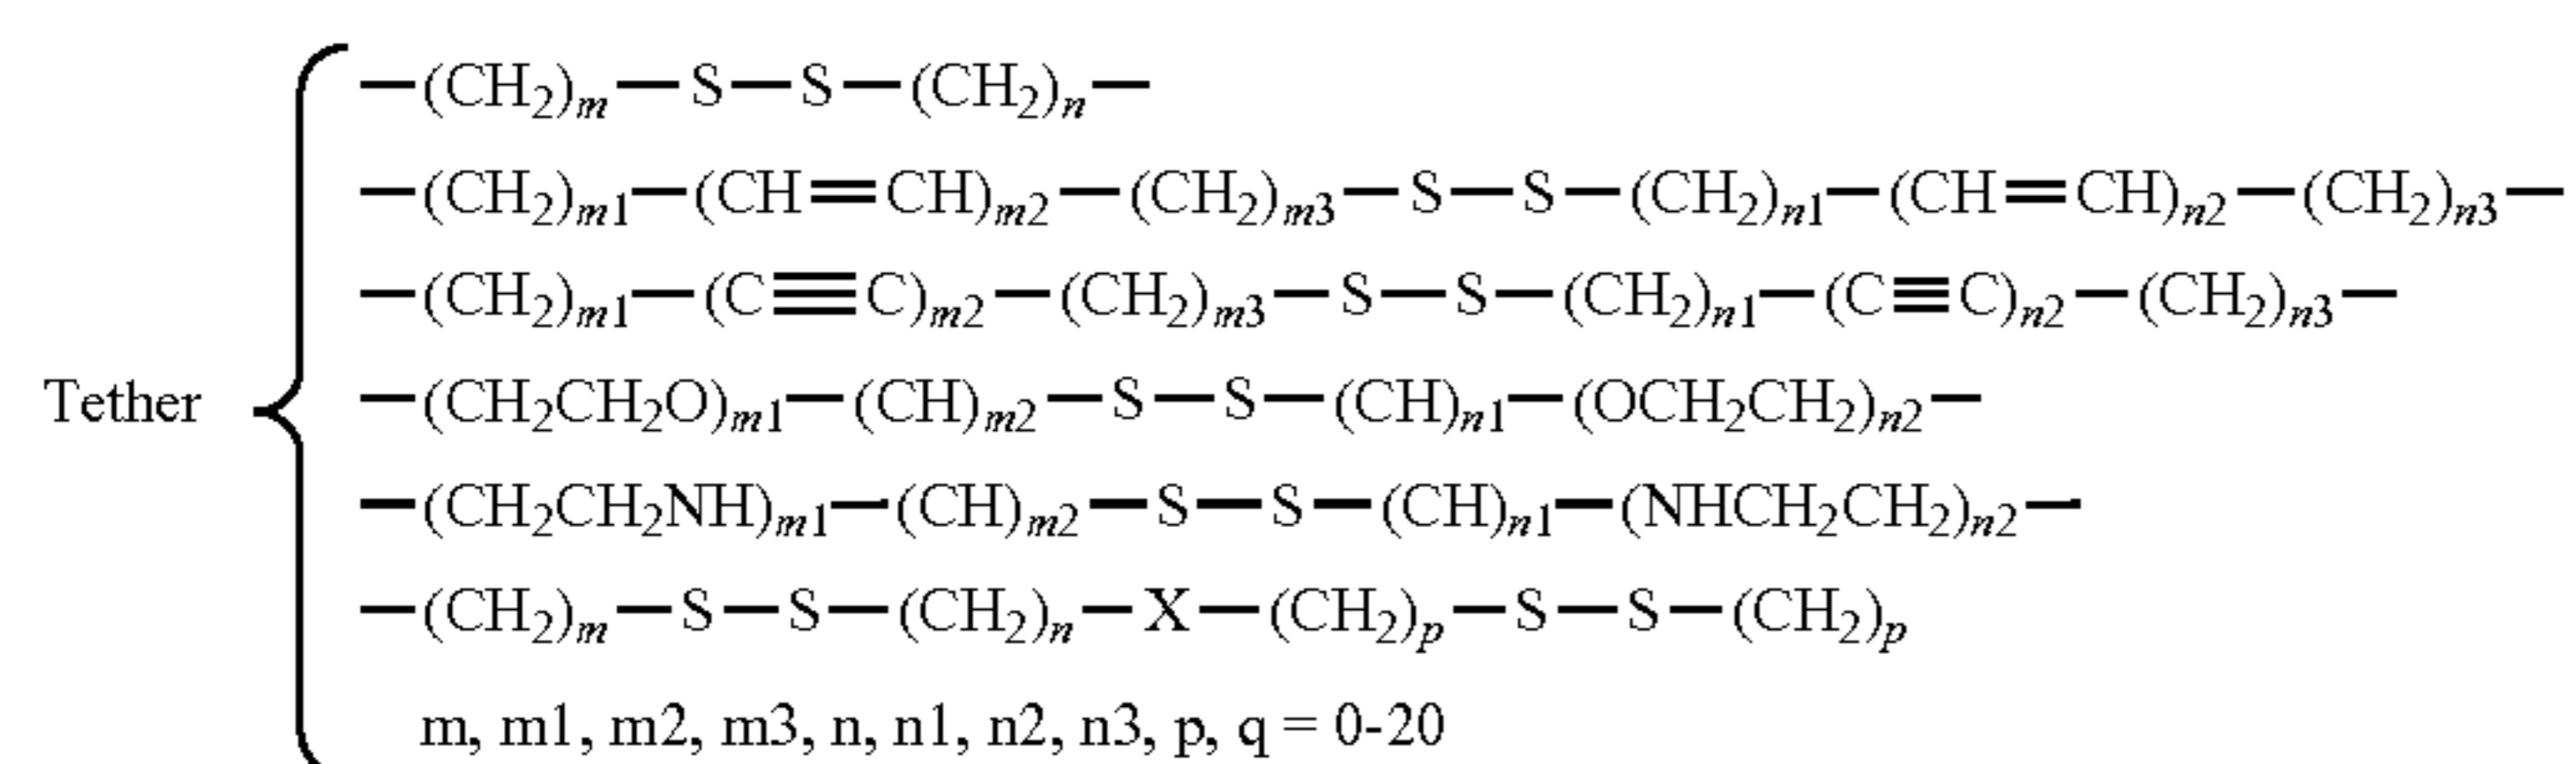 —(CH2)m—S—S—(CH2)n—
—(CH2)m1—(CH=CH)m2—(CH2)m3—S—S—(CH2)n1—(CH=CH)n2—(CH2)n3—
—(CH2)m1—(C≡C)m2—(CH2)m3—S—S—(CH2)n1—(C≡C)n2—(CH2)n3—
Tether
—(CH2CH2O)m1—(CH)m2—S—S—(CH)n1—(OCH2CH2)n2—
—(CH2CH2NH)m1—(CH)m2—S—S—(CH)n1—(NHCH2CH2)n2—
—(CH2)m—S—S—(CH2)n—X—(CH2)p—S—S—(CH2)p
m, m1, m2, m3, n, n1, n2, n3, p, q = 0-20